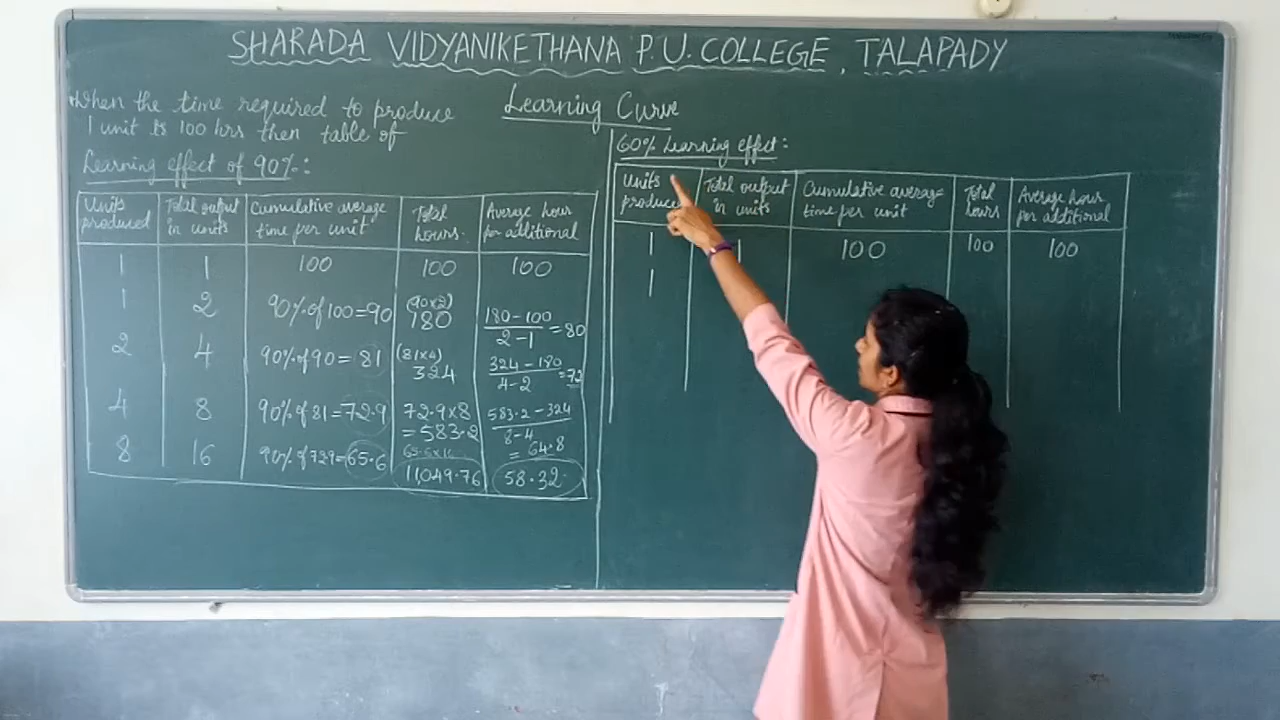 SHARADA VIDYANIKETHANA P.U. COLLEGE, TALAPADY
Learning Curve
When the time required to produce
1 unit is 100 hrs then table of
Learning effect of 90%:
Units produced | Total output in units | Cumulative average time per unit | Total hours. | Average hour for additional
1 | 1 | 100 | 100 | 100
1 | 2 | 90% of 100 = 90 | (90×2) 180 | 180-100 / 2-1 = 80
2 | 4 | 90% of 90 = 81 | (81×4) 324 | 324-180 / 4-2 = 72
4 | 8 | 90% of 81 = 72.9 | 72.9×8 = 583.2 | 583.2-324 / 8-4 = 64.8
8 | 16 | 90% of 729 = 65.6 | 11,049.76 | 58.32
60% Learning effect:
Units produced | Total output in units | Cumulative average time per unit | Total hours | Average hour for additional
1 | 1 | 100 | 100 | 100
1